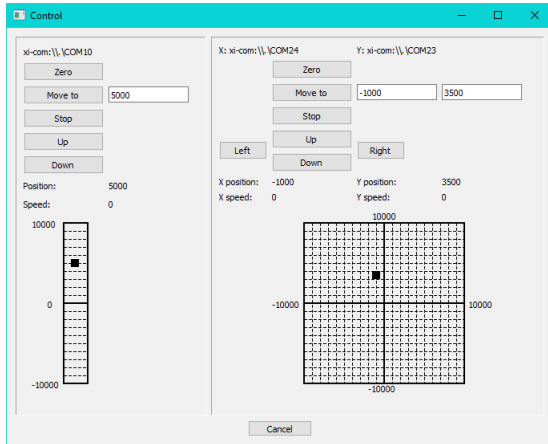 Control
xi-com:\\.\COM10
Zero
Move to
5000
Stop
Up
Down
Position: 5000
Speed: 0
10000
0
-10000
X: xi-com:\\.\COM24 Y: xi-com:\\.\COM23
Zero
Move to
-1000 3500
Stop
Up
Left Right
Down
X position: -1000 Y position: 3500
X speed: 0 Y speed: 0
10000
-10000 10000
-10000
Cancel